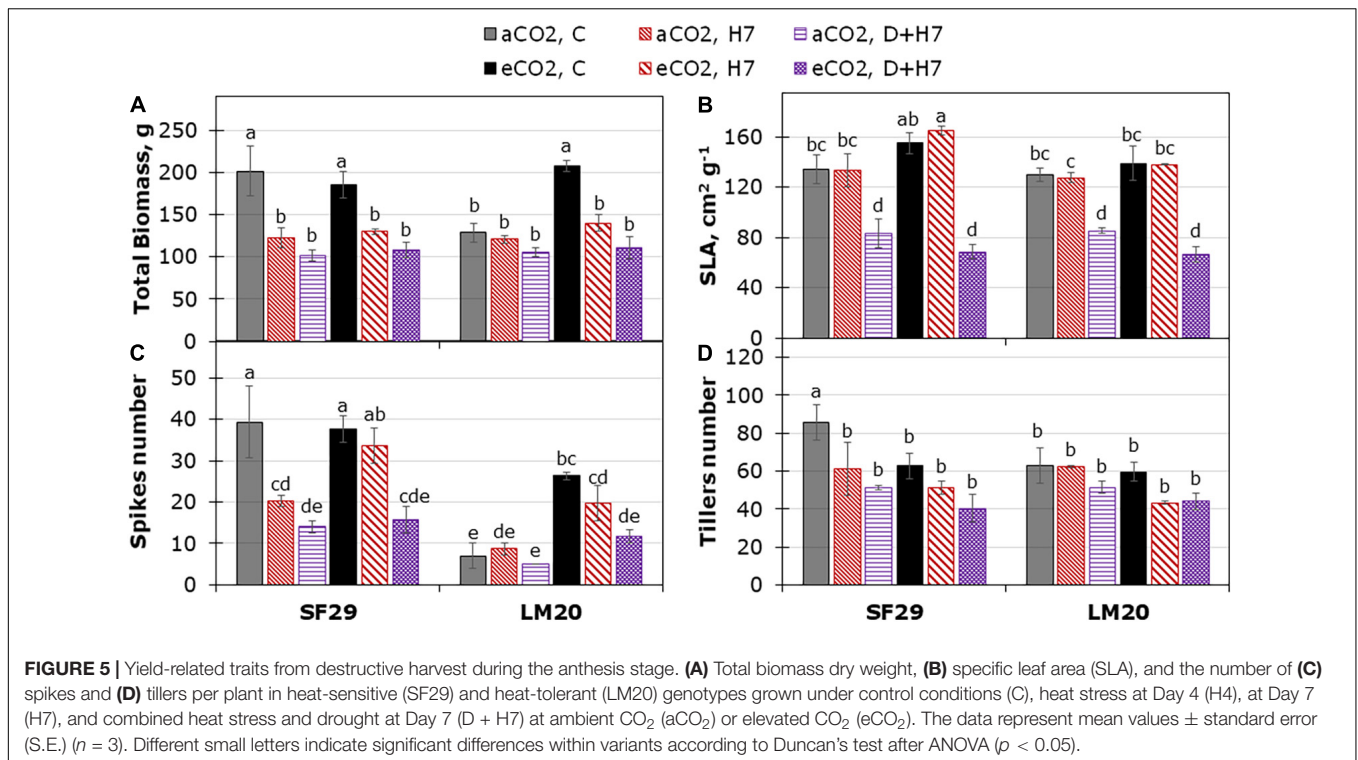 aCO2, C aCO2, H7 aCO2, D+H7
eCO2, C eCO2, H7 eCO2, D+H7
A
Total Biomass, g
250
200
150
100
50
0
a b b a b b b b b a b b
B
SLA, cm² g⁻¹
160
120
80
40
0
bc bc d ab a d bc c d bc bc d
C
Spikes number
50
40
30
20
10
0
a cd de a ab cde e de e bc cd de
SF29 LM20
D
Tillers number
120
100
80
60
40
20
0
a b b b b b b b b b b b
SF29 LM20
FIGURE 5 | Yield-related traits from destructive harvest during the anthesis stage. (A) Total biomass dry weight, (B) specific leaf area (SLA), and the number of (C)
spikes and (D) tillers per plant in heat-sensitive (SF29) and heat-tolerant (LM20) genotypes grown under control conditions (C), heat stress at Day 4 (H4), at Day 7
(H7), and combined heat stress and drought at Day 7 (D + H7) at ambient CO₂ (aCO₂) or elevated CO₂ (eCO₂). The data represent mean values ± standard error
(S.E.) (n = 3). Different small letters indicate significant differences within variants according to Duncan's test after ANOVA (p < 0.05).